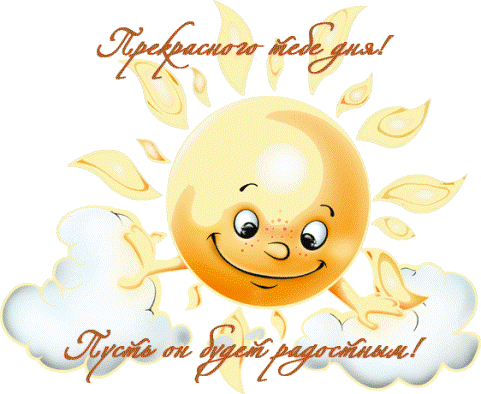 Прекрасного тебе дня!
Пусть он будет радостным!